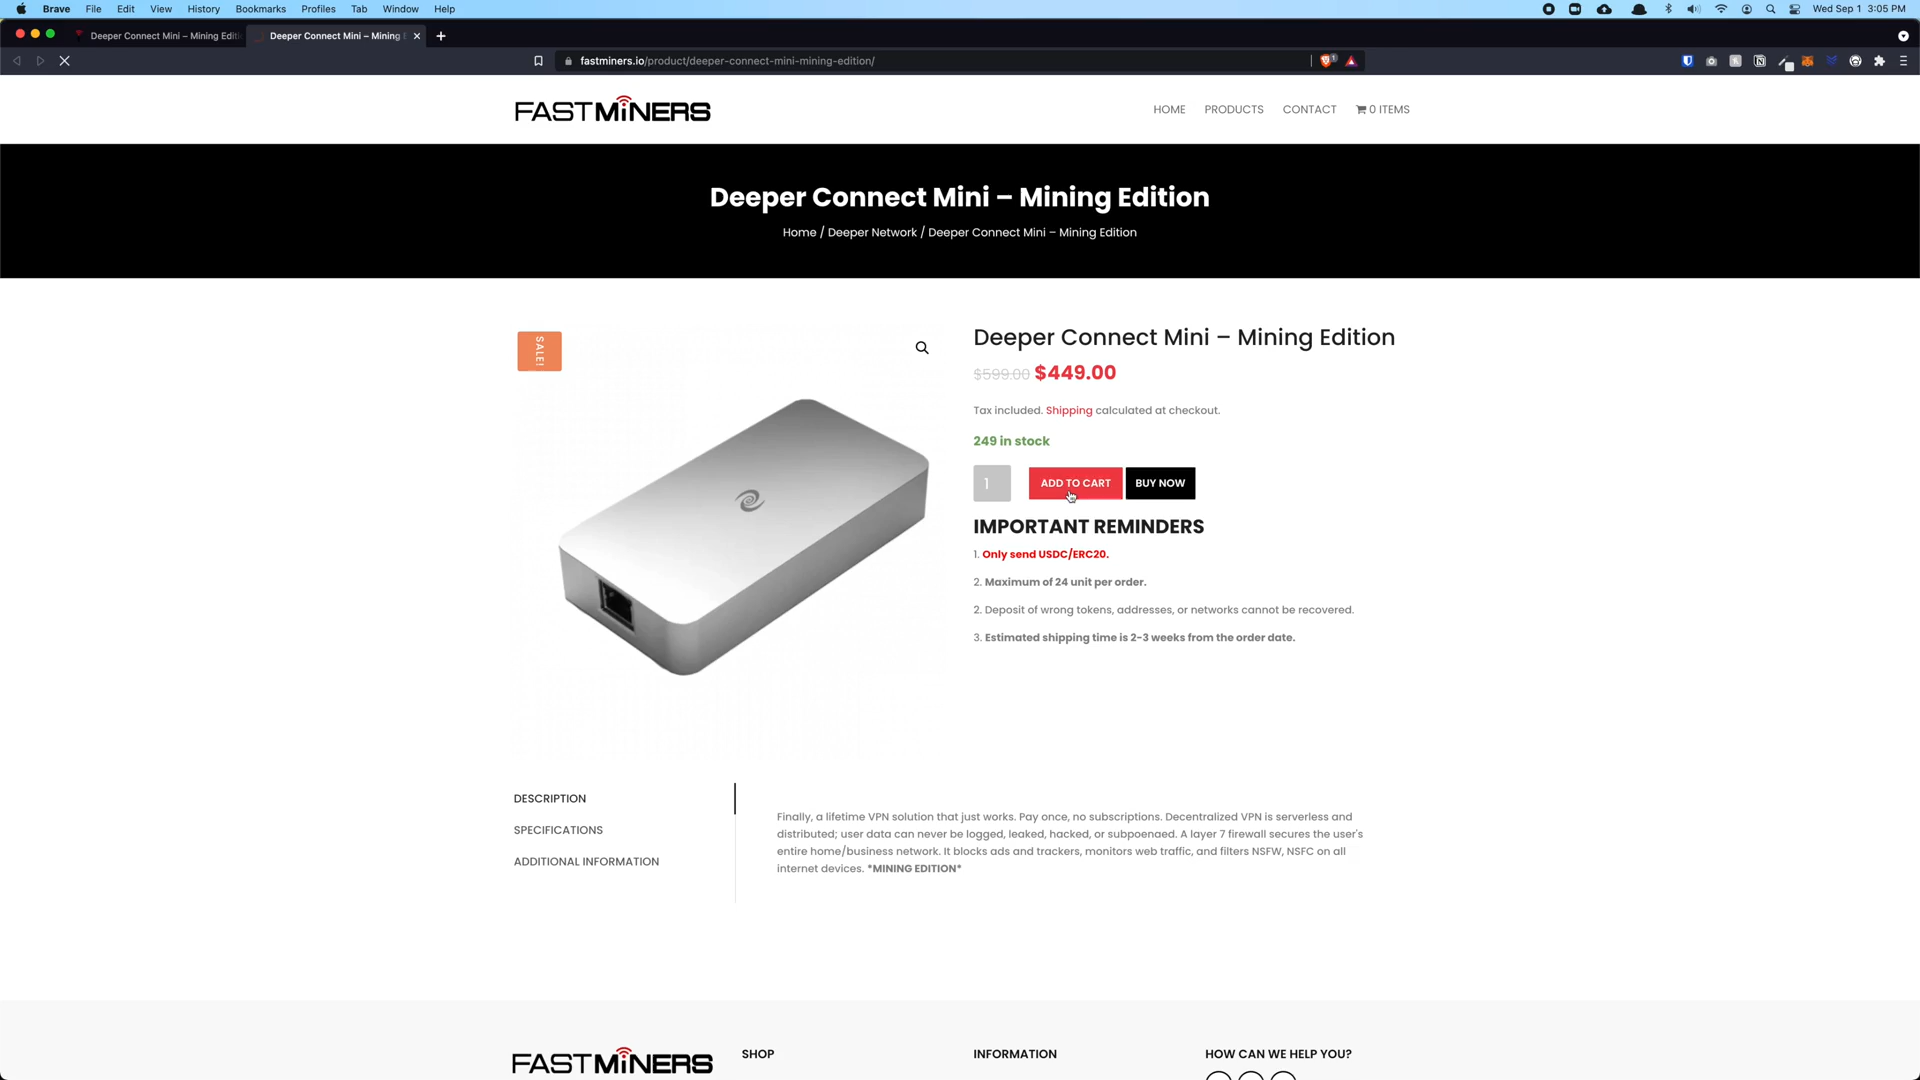 Brave File Edit View History Bookmarks Profiles Tab Window Help Wed Sep 1 3:05 PM
Deeper Connect Mini – Mining Editi Deeper Connect Mini – Mining E
fastminers.io/product/deeper-connect-mini-mining-edition/
FASTMINERS HOME PRODUCTS CONTACT 0 ITEMS
Deeper Connect Mini – Mining Edition
Home / Deeper Network / Deeper Connect Mini – Mining Edition
SALE!
Deeper Connect Mini – Mining Edition
$599.00 $449.00
Tax included. Shipping calculated at checkout.
249 in stock
1 ADD TO CART BUY NOW
IMPORTANT REMINDERS
1. Only send USDC/ERC20.
2. Maximum of 24 unit per order.
2. Deposit of wrong tokens, addresses, or networks cannot be recovered.
3. Estimated shipping time is 2-3 weeks from the order date.
DESCRIPTION
SPECIFICATIONS
ADDITIONAL INFORMATION
Finally, a lifetime VPN solution that just works. Pay once, no subscriptions. Decentralized VPN is serverless and
distributed; user data can never be logged, leaked, hacked, or subpoenaed. A layer 7 firewall secures the user's
entire home/business network. It blocks ads and trackers, monitors web traffic, and filters NSFW, NSFC on all
internet devices. *MINING EDITION*
FASTMINERS SHOP INFORMATION HOW CAN WE HELP YOU?